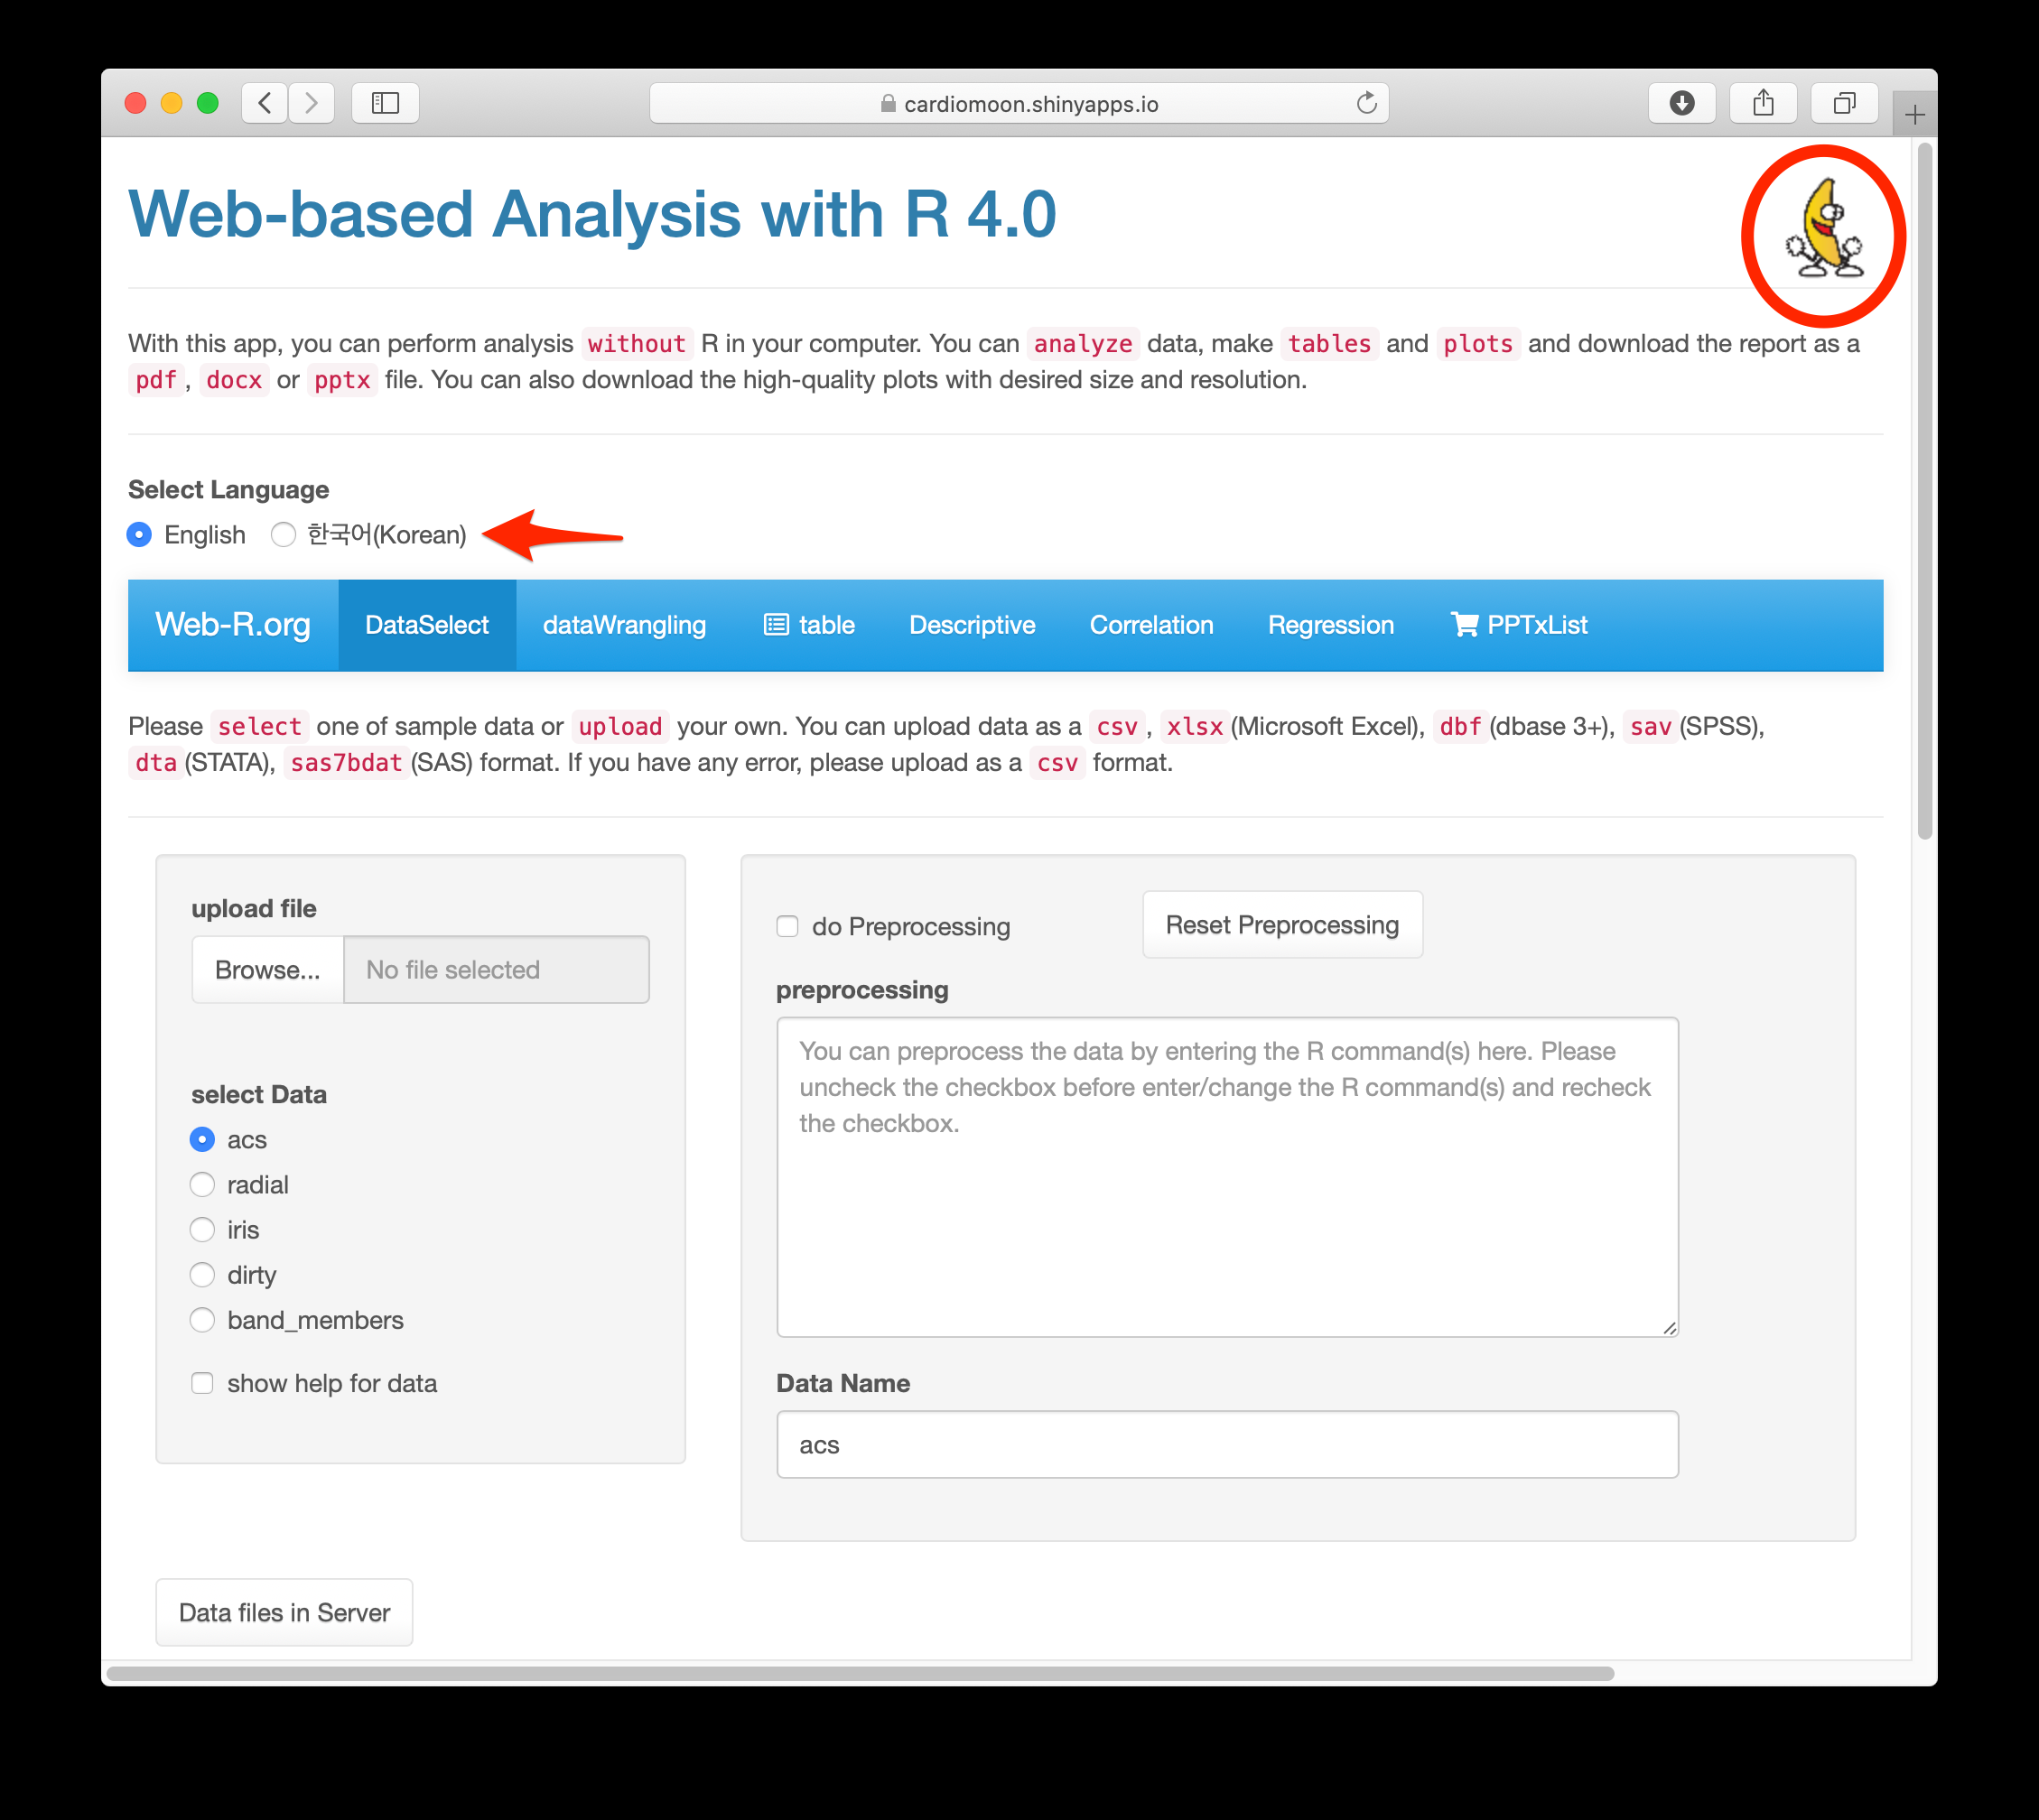 cardiomoon.shinyapps.io
Web-based Analysis with R 4.0
With this app, you can perform analysis without R in your computer. You can analyze data, make tables and plots and download the report as a
pdf, docx or pptx file. You can also download the high-quality plots with desired size and resolution.
Select Language
English 한국어(Korean)
Web-R.org DataSelect dataWrangling table Descriptive Correlation Regression PPTxList
Please select one of sample data or upload your own. You can upload data as a csv, xlsx(Microsoft Excel), dbf(dbase 3+), sav(SPSS),
dta(STATA), sas7bdat(SAS) format. If you have any error, please upload as a csv format.
upload file
Browse... No file selected
select Data
acs
radial
iris
dirty
band_members
show help for data
do Preprocessing Reset Preprocessing
preprocessing
You can preprocess the data by entering the R command(s) here. Please
uncheck the checkbox before enter/change the R command(s) and recheck
the checkbox.
Data Name
acs
Data files in Server